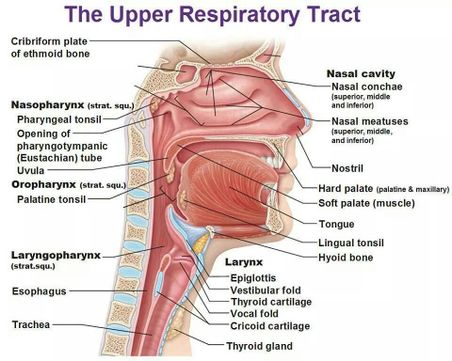 The Upper Respiratory Tract
Cribriform plate
of ethmoid bone
Nasopharynx (strat. squ.)
Pharyngeal tonsil
Opening of
pharyngotympanic
(Eustachian) tube
Uvula
Oropharynx (strat. squ.)
Palatine tonsil
Laryngopharynx
(strat.squ.)
Esophagus
Trachea
Nasal cavity
Nasal conchae
(superior, middle
and inferior)
Nasal meatuses
(superior, middle,
and inferior)
Nostril
Hard palate (palatine & maxillary)
Soft palate (muscle)
Tongue
Lingual tonsil
Hyoid bone
Larynx
Epiglottis
Vestibular fold
Thyroid cartilage
Vocal fold
Cricoid cartilage
Thyroid gland